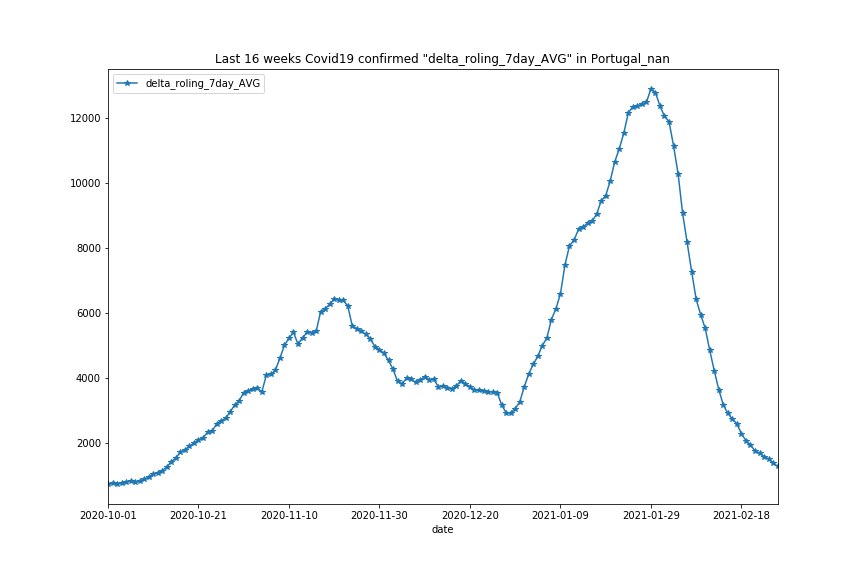 Last 16 weeks Covid19 confirmed "delta_roling_7day_AVG" in Portugal_nan
delta_roling_7day_AVG
12000
10000
8000
6000
4000
2000
2020-10-01 2020-10-21 2020-11-10 2020-11-30 2020-12-20 2021-01-09 2021-01-29 2021-02-18
date